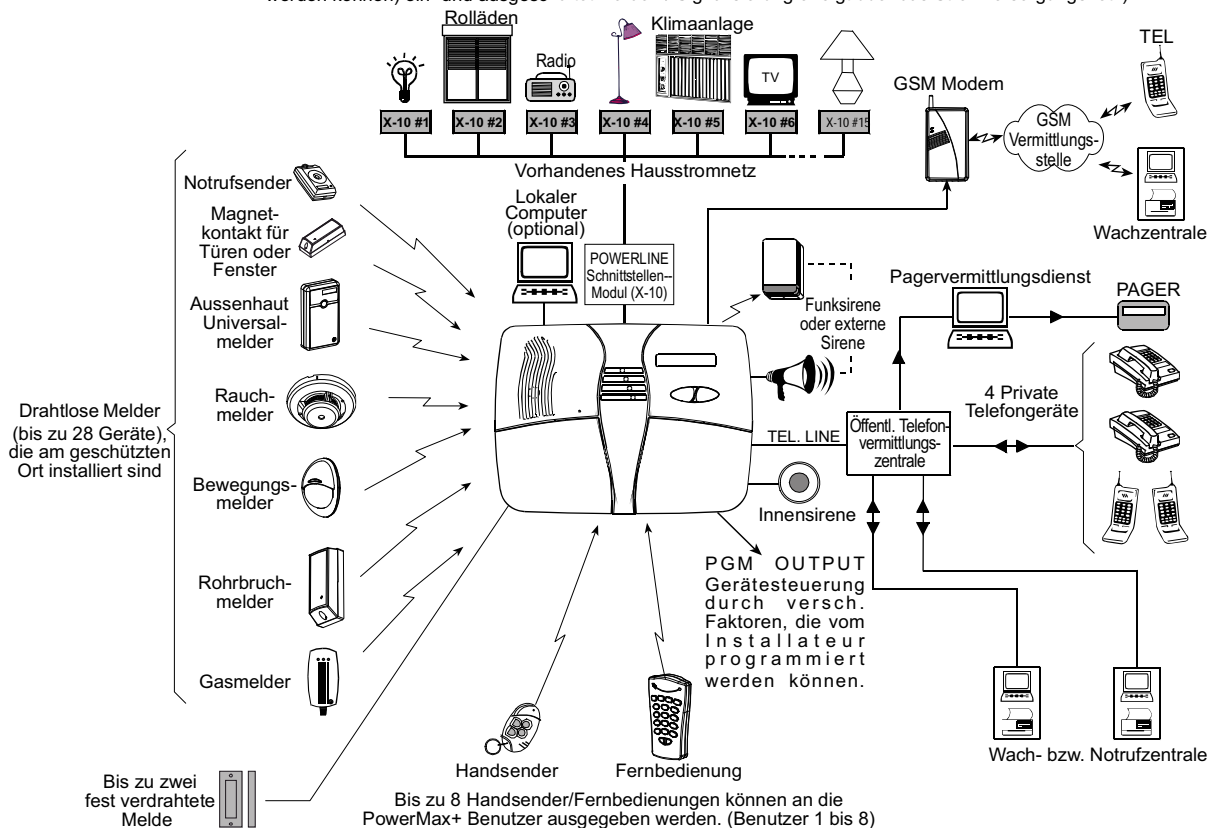 Rolläden
Klimaanlage
Radio
TV
X-10 #1
X-10 #2
X-10 #3
X-10 #4
X-10 #5
X-10 #6
X-10 #15
Vorhandenes Hausstromnetz
GSM Modem
TEL
GSM
Vermittlungs-
stelle
Wachzentrale
Notrufsender
Magnet-
kontakt für
Türen oder
Fenster
Aussenhaut
Universal-
melder
Rauch-
melder
Bewegungs-
melder
Rohrbruch-
melder
Gasmelder
Drahtlose Melder
(bis zu 28 Geräte),
die am geschützten
Ort installiert sind
Bis zu zwei
fest verdrahtete
Melde
Lokaler
Computer
(optional)
POWERLINE
Schnittstellen--
Modul (X-10)
Funksirene
oder externe
Sirene
Pagervermittlungsdienst
PAGER
4 Private
Telefongeräte
TEL. LINE
Öffentl. Telefon-
vermittlungs-
zentrale
Innensirene
PGM OUTPUT
Gerätesteuerung
durch versch.
Faktoren, die vom
Installateur
programmiert
werden können.
Wach- bzw. Notrufzentrale
Handsender
Fernbedienung
Bis zu 8 Handsender/Fernbedienungen können an die
PowerMax+ Benutzer ausgegeben werden. (Benutzer 1 bis 8)